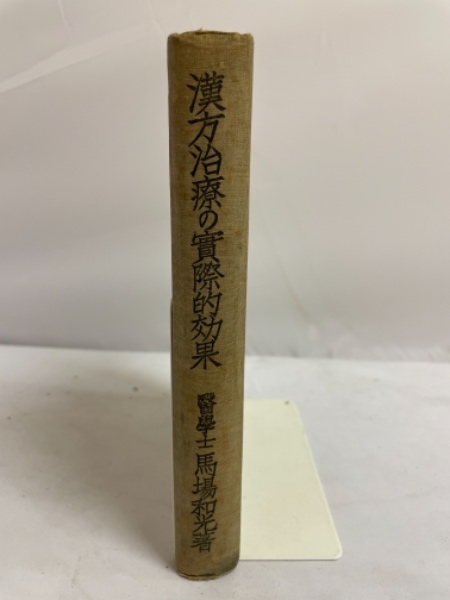 漢方治療の實際的効果
醫學士 馬場和光著